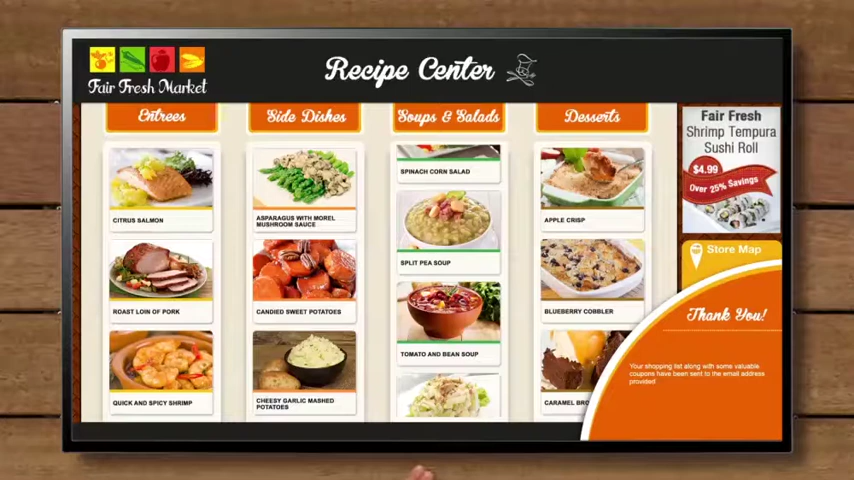 Fair Fresh Market
Recipe Center
Entrees
Side Dishes
Soups & Salads
Desserts
CITRUS SALMON
ROAST LOIN OF PORK
QUICK AND SPICY SHRIMP
ASPARAGUS WITH MOREL
MUSHROOM SAUCE
CANDIED SWEET POTATOES
CHEESY GARLIC MASHED
POTATOES
SPINACH CORN SALAD
SPLIT PEA SOUP
TOMATO AND BEAN SOUP
APPLE CRISP
BLUEBERRY COBBLER
CARAMEL BRO
Fair Fresh
Shrimp Tempura
Sushi Roll
$4.99
Over 25% Savings
Store Map
Thank You!
Your shopping list along with some valuable
coupons have been sent to the email address
provided